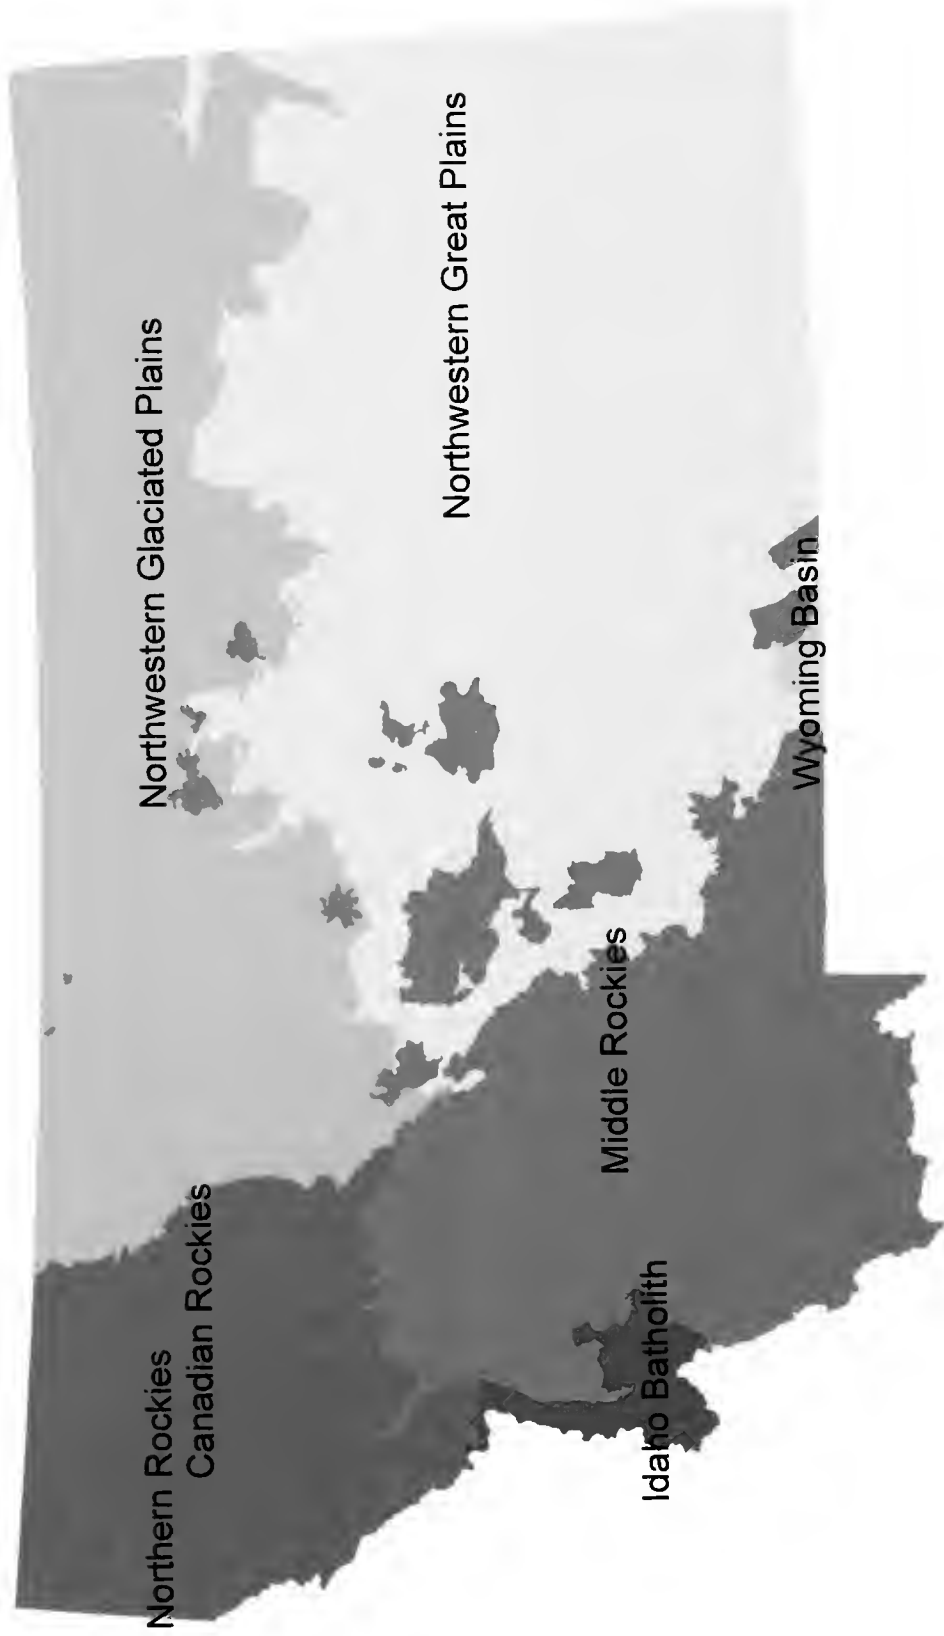 Northern Rockies
Canadian Rockies
Northwestern Glaciated Plains
Northwestern Great Plains
Middle Rockies
Idaho Batholith
Wyoming Basin